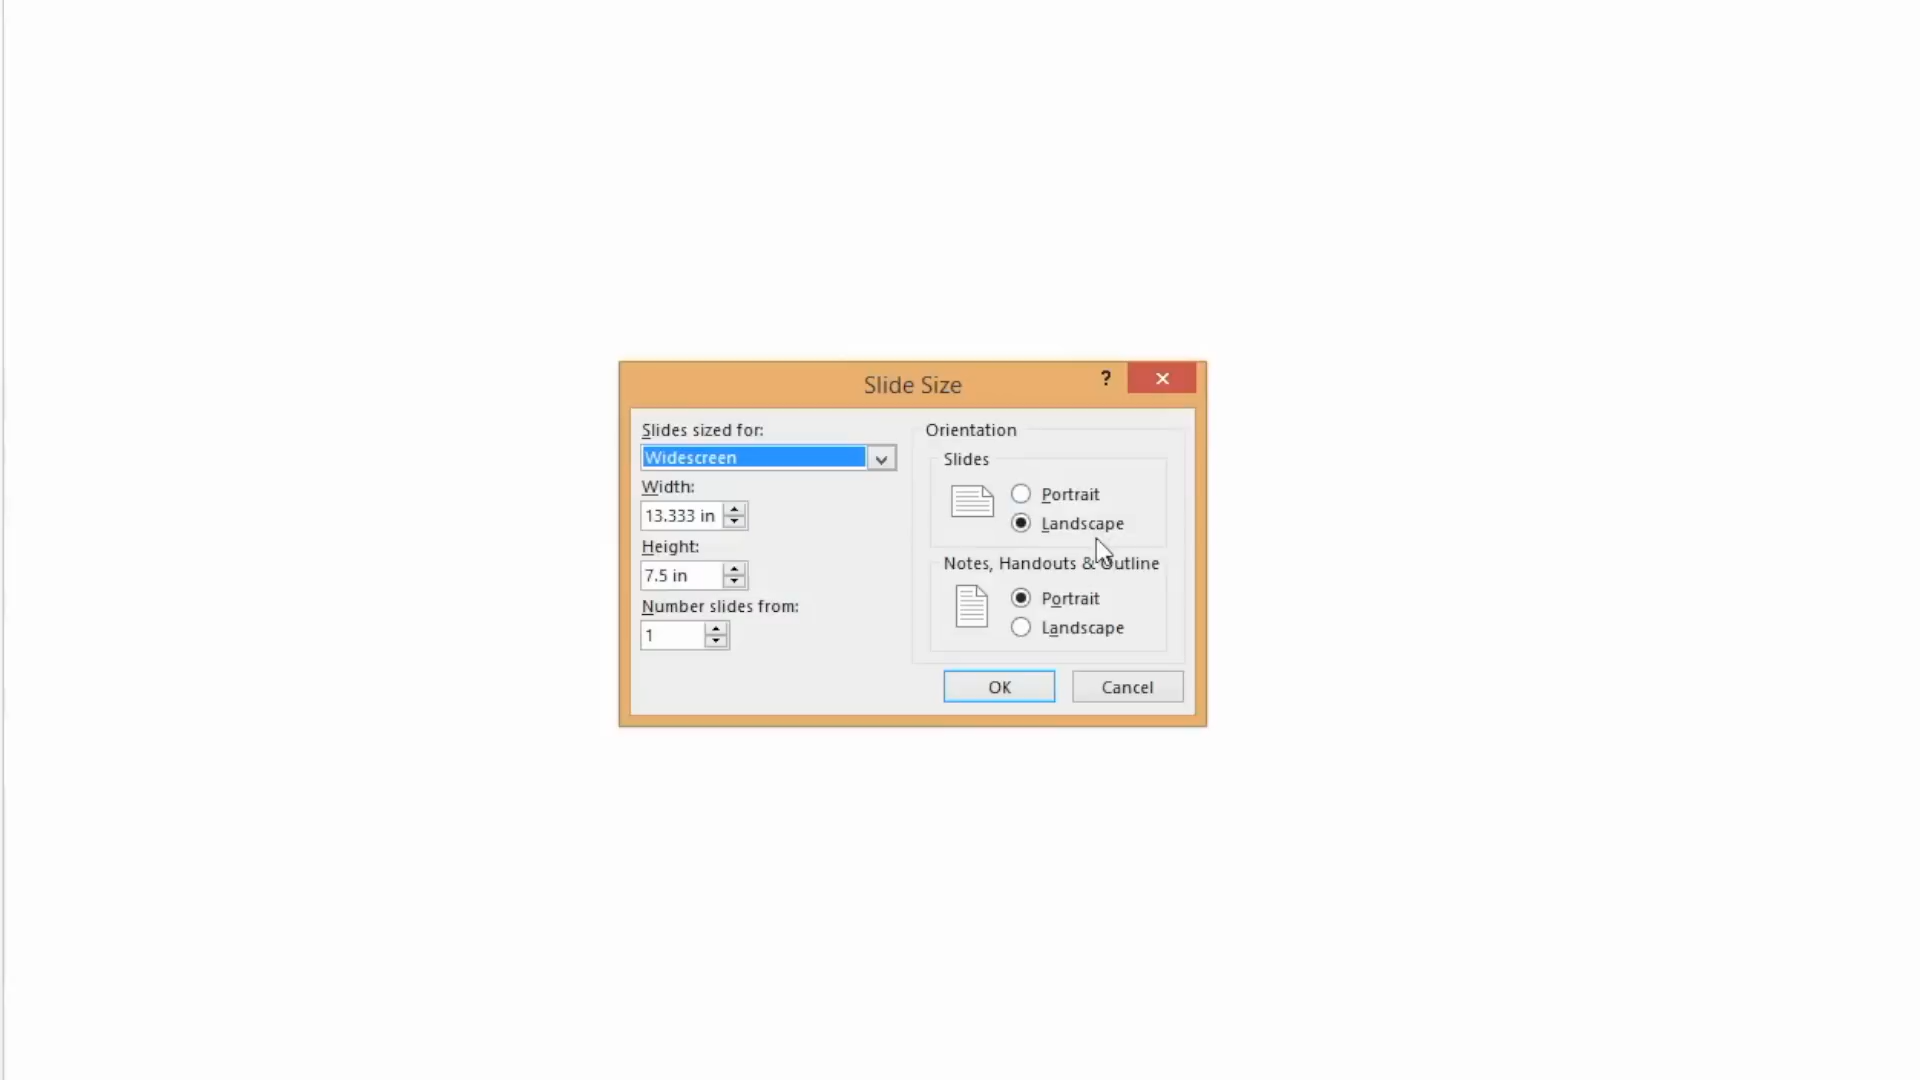 Slide Size
?
Slides sized for:
Widescreen
Width:
13.333 in
Height:
7.5 in
Number slides from:
1
Orientation
Slides
Portrait
Landscape
Notes, Handouts & Outline
Portrait
Landscape
OK
Cancel